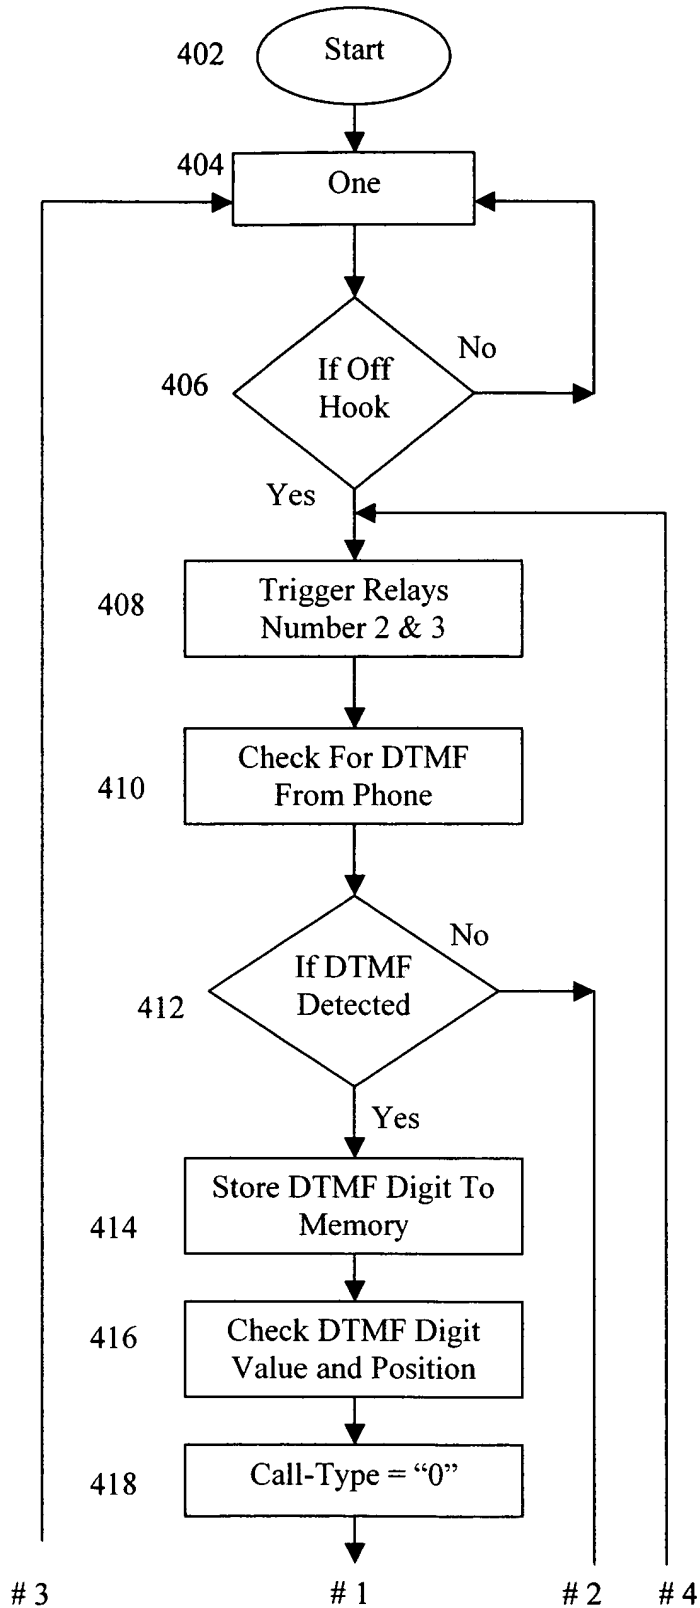 402
Start
404
One
No
406
If Off
Hook
Yes
408
Trigger Relays
Number 2 & 3
410
Check For DTMF
From Phone
No
412
If DTMF
Detected
Yes
414
Store DTMF Digit To
Memory
416
Check DTMF Digit
Value and Position
418
Call-Type = “0”
# 3
# 1
# 2
# 4